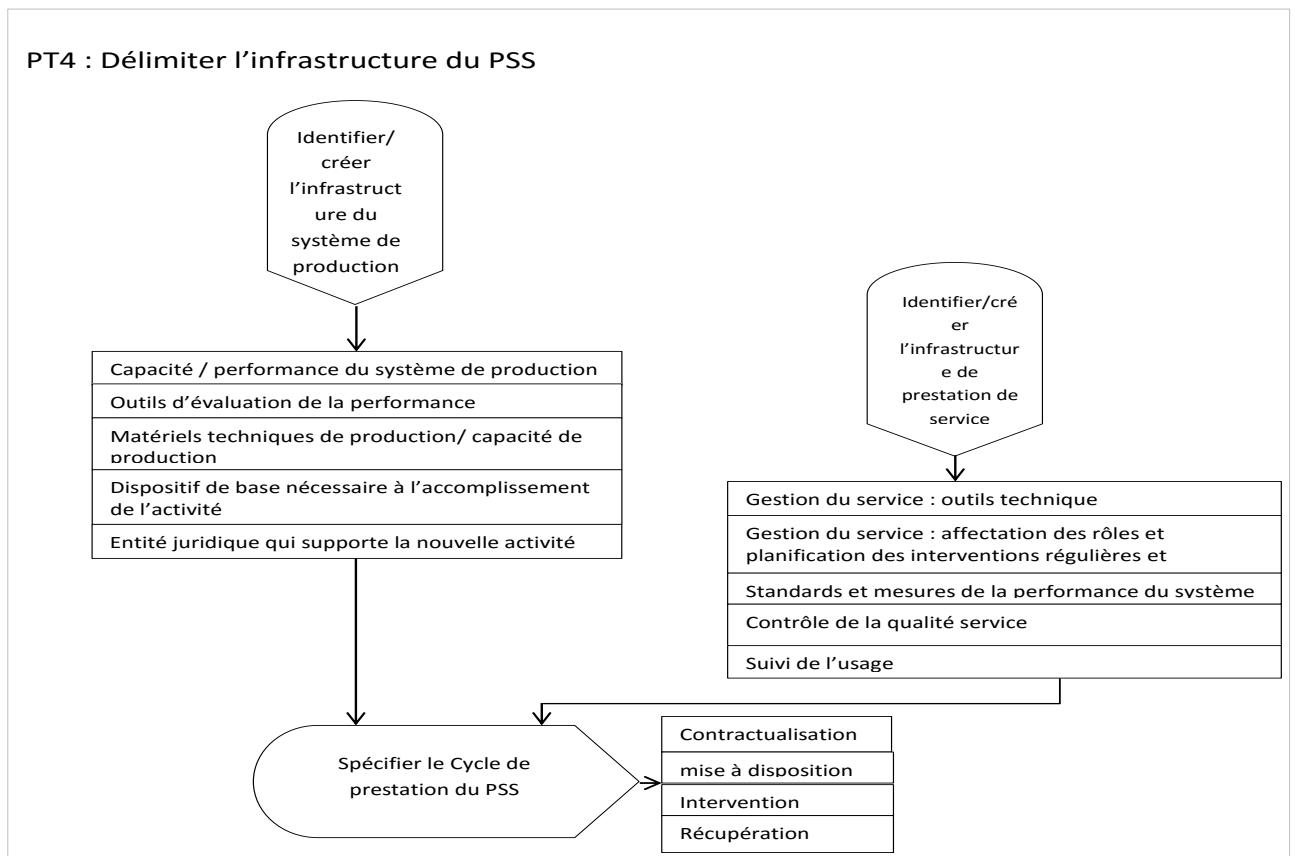 PT4 : Délimiter l’infrastructure du PSS
Identifier/
créer
l’infrastruct
ure du
système de
production
Capacité / performance du système de production
Outils d’évaluation de la performance
Matériels techniques de production/ capacité de
production
Dispositif de base nécessaire à l’accomplissement
de l’activité
Entité juridique qui supporte la nouvelle activité
Identifier/cré
er
l’infrastructur
e de
prestation de
service
Gestion du service : outils technique
Gestion du service : affectation des rôles et
planification des interventions régulières et
Standards et mesures de la performance du système
Contrôle de la qualité service
Suivi de l’usage
Spécifier le Cycle de
prestation du PSS
Contractualisation
mise à disposition
Intervention
Récupération